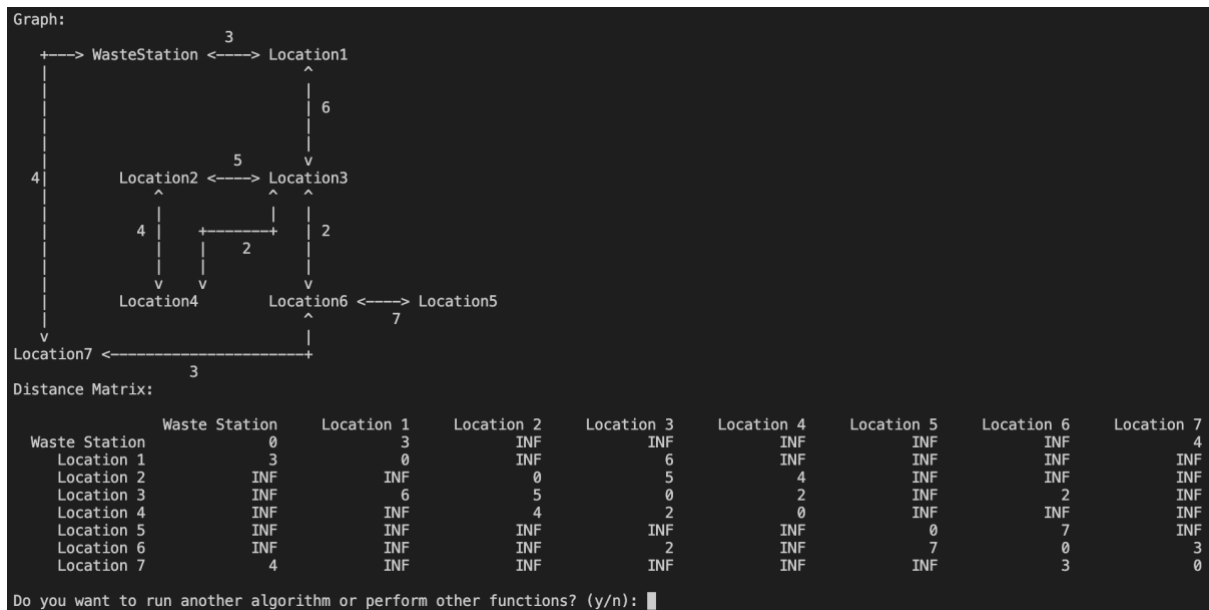 Graph:
                        3
   +---> WasteStation <----> Location1
   |                             ^
   |                             |
   |                             | 6
   |                             |
   |                             |
   |                     5       v
  4|        Location2 <----> Location3
   |            ^            ^   ^
   |            |            |   |
   |          4 |    +-------+   | 2
   |            |    |    2      |
   |            |    |           |
   |            v    v           v
   |        Location4        Location6 <----> Location5
   |                             ^         7
   v                             |
Location7 <----------------------+
                    3
Distance Matrix:
                 Waste Station     Location 1     Location 2     Location 3     Location 4     Location 5     Location 6     Location 7
  Waste Station              0              3            INF            INF            INF            INF            INF              4
     Location 1              3              0            INF              6            INF            INF            INF            INF
     Location 2            INF            INF              0              5              4            INF            INF            INF
     Location 3            INF              6              5              0              2            INF              2            INF
     Location 4            INF            INF              4              2              0            INF            INF            INF
     Location 5            INF            INF            INF            INF            INF              0              7            INF
     Location 6            INF            INF            INF              2            INF              7              0              3
     Location 7              4            INF            INF            INF            INF            INF              3              0
Do you want to run another algorithm or perform other functions? (y/n):